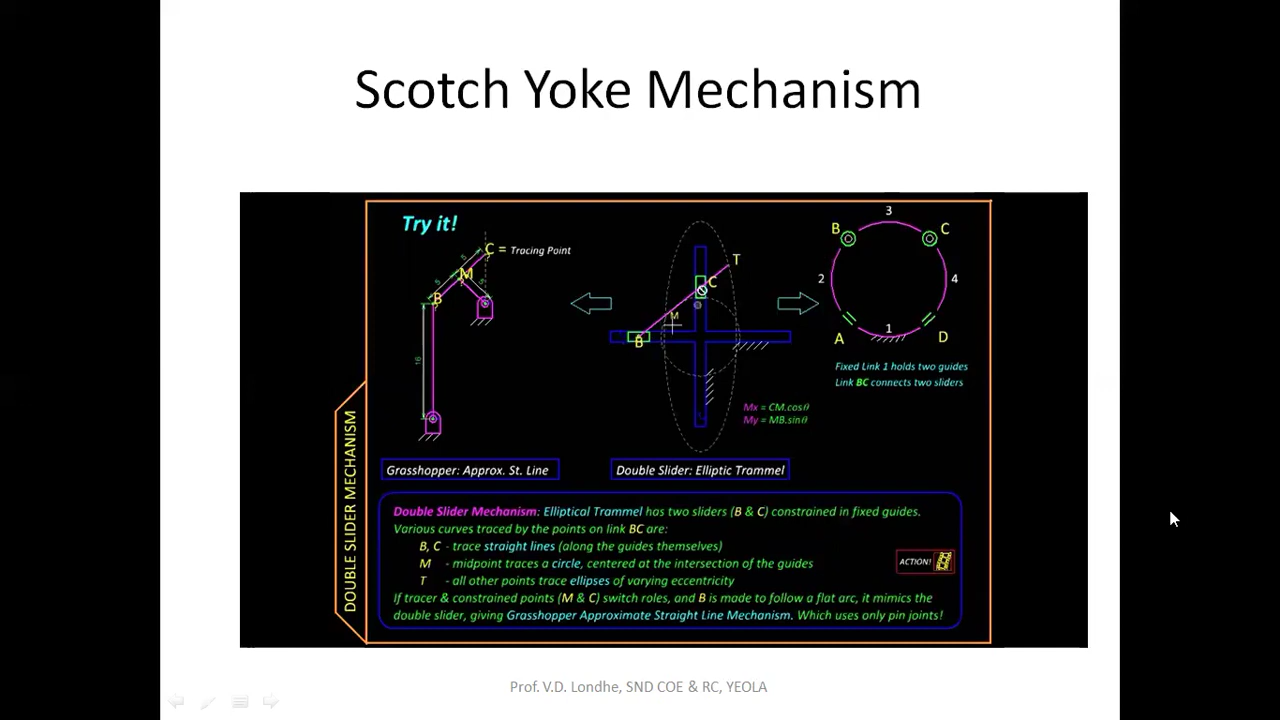 Scotch Yoke Mechanism
Try it!
C = Tracing Point
M
B
5
5
5
16
Grasshopper: Approx. St. Line
T
C
M
B
Mx = CM.cosθ
My = MB.sinθ
Double Slider: Elliptic Trammel
3
B
C
2
4
1
A
D
Fixed Link 1 holds two guides
Link BC connects two sliders
DOUBLE SLIDER MECHANISM
Double Slider Mechanism: Elliptical Trammel has two sliders (B & C) constrained in fixed guides.
Various curves traced by the points on link BC are:
B, C - trace straight lines (along the guides themselves)
M - midpoint traces a circle, centered at the intersection of the guides
T - all other points trace ellipses of varying eccentricity
If tracer & constrained points (M & C) switch roles, and B is made to follow a flat arc, it mimics the
double slider, giving Grasshopper Approximate Straight Line Mechanism. Which uses only pin joints!
ACTION!
Prof. V.D. Londhe, SND COE & RC, YEOLA